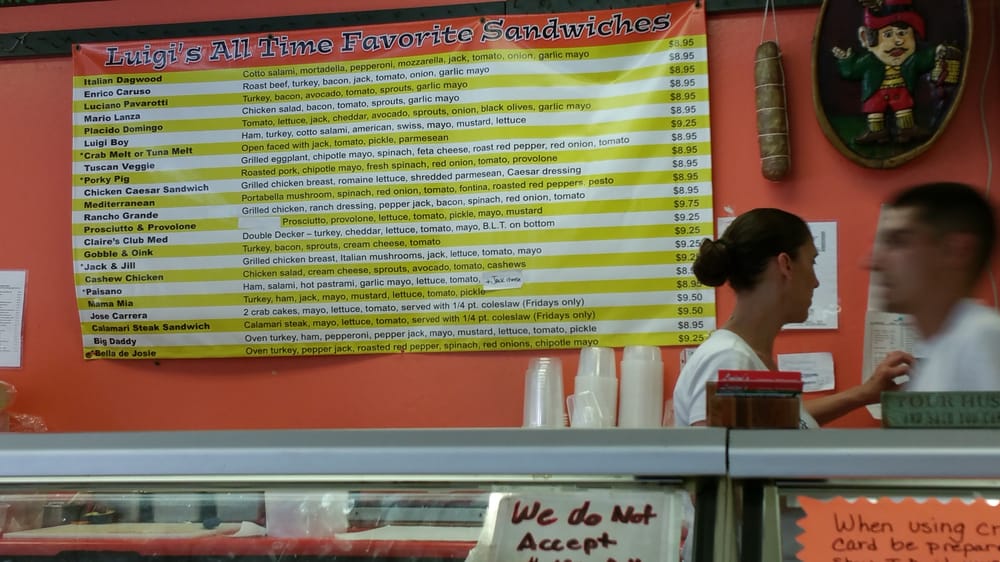 Luigi's All Time Favorite Sandwiches
Italian Dagwood Cotto salami, mortadella, pepperoni, mozzarella, jack, tomato, onion, garlic mayo $8.95
Enrico Caruso Roast beef, turkey, bacon, jack, tomato, onion, garlic mayo $8.95
Luciano Pavarotti Turkey, bacon, avocado, tomato, sprouts, garlic mayo $8.95
Mario Lanza Chicken salad, bacon, tomato, sprouts, garlic mayo $8.95
Placido Domingo Tomato, lettuce, jack, cheddar, avocado, sprouts, onion, black olives, garlic mayo $8.95
Luigi Boy Ham, turkey, cotto salami, american, swiss, mayo, mustard, lettuce $8.95
*Crab Melt or Tuna Melt Open faced with jack, tomato, pickle, parmesean $9.25
Tuscan Veggie Grilled eggplant, chipotle mayo, spinach, feta cheese, roast red pepper, red onion, tomato $8.95
*Porky Pig Roasted pork, chipotle mayo, fresh spinach, red onion, tomato, provolone $8.95
Chicken Caesar Sandwich Grilled chicken breast, romaine lettuce, shredded parmesean, Caesar dressing $8.95
Mediterranean Portabella mushroom, spinach, red onion, tomato, fontina, roasted red peppers, pesto $8.95
Rancho Grande Grilled chicken, ranch dressing, pepper jack, bacon, spinach, red onion, tomato $8.95
Prosciutto & Provolone Prosciutto, provolone, lettuce, tomato, pickle, mayo, mustard $9.75
Claire's Club Med Double Decker – turkey, cheddar, lettuce, tomato, mayo, B.L.T. on bottom $9.25
Gobble & Oink Turkey, bacon, sprouts, cream cheese, tomato $9.25
*Jack & Jill Grilled chicken breast, Italian mushrooms, jack, lettuce, tomato, mayo $9.25
Cashew Chicken Chicken salad, cream cheese, sprouts, avocado, tomato, cashews
*Paisano Ham, salami, hot pastrami, garlic mayo, lettuce, tomato, + Jack cheese
Mama Mia Turkey, ham, jack, mayo, mustard, lettuce, tomato, pickle $8.95
Jose Carrera 2 crab cakes, mayo, lettuce, tomato, served with 1/4 pt. coleslaw (Fridays only) $9.50
Calamari Steak Sandwich Calamari steak, mayo, lettuce, tomato, served with 1/4 pt. coleslaw (Fridays only) $9.50
Big Daddy Oven turkey, ham, pepperoni, pepper jack, mayo, mustard, lettuce, tomato, pickle $8.95
*Bella de Josie Oven turkey, pepper jack, roasted red pepper, spinach, red onions, chipotle mayo $9.25
YOUR HUS
We do Not
Accept
When using cr
card be prepar